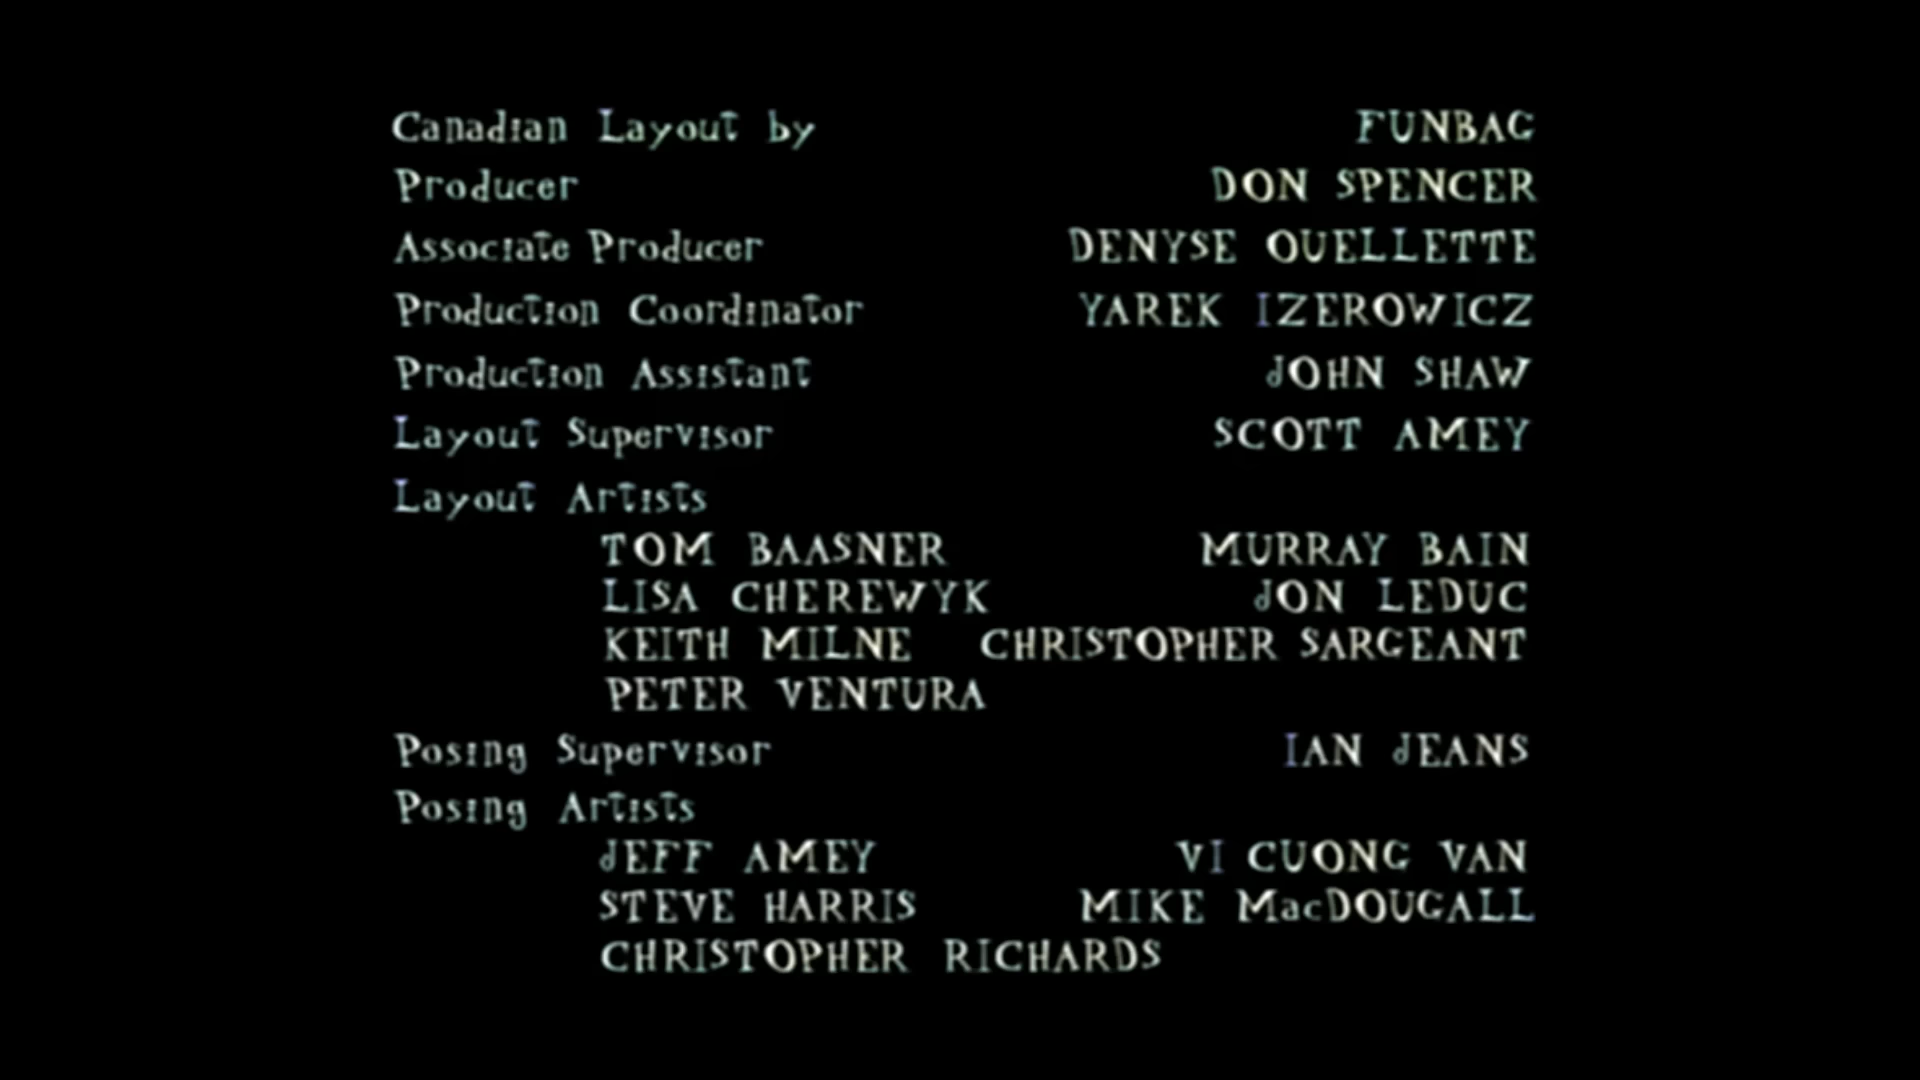 Canadian Layout by FUNBAG
Producer DON SPENCER
Associate Producer DENYSE OUELLETTE
Production Coordinator YAREK IZEROWICZ
Production Assistant JOHN SHAW
Layout Supervisor SCOTT AMEY
Layout Artists
TOM BAASNER MURRAY BAIN
LISA CHEREWYK JON LEDUC
KEITH MILNE CHRISTOPHER SARGEANT
PETER VENTURA
Posing Supervisor IAN JEANS
Posing Artists
JEFF AMEY VI CUONG VAN
STEVE HARRIS MIKE MacDOUGALL
CHRISTOPHER RICHARDS